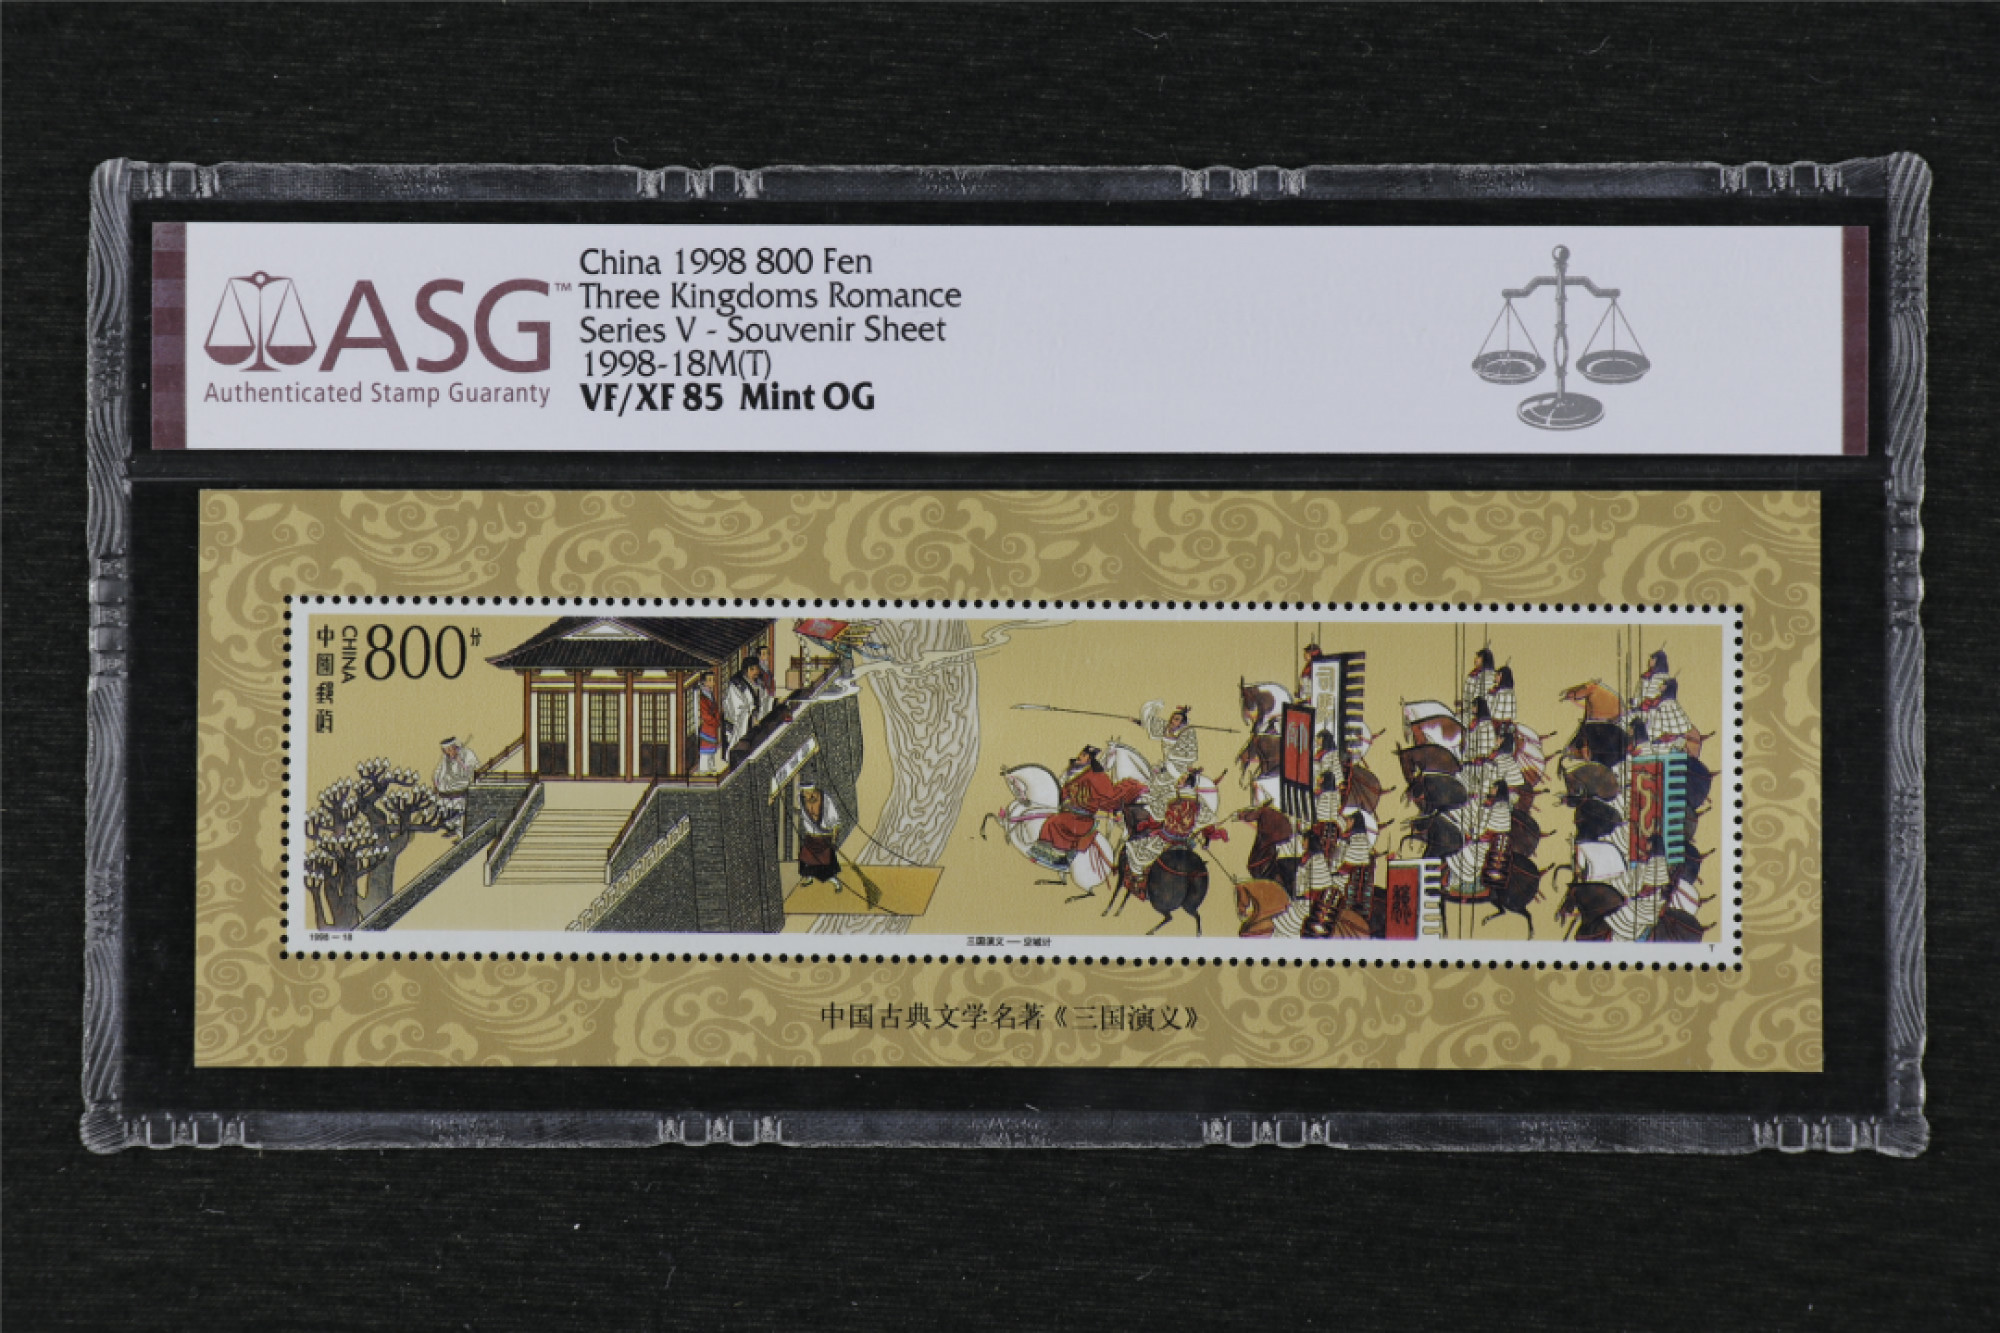 ASG™
Authenticated Stamp Guaranty
China 1998 800 Fen
Three Kingdoms Romance
Series V - Souvenir Sheet
1998-18M(T)
VF/XF 85 Mint OG
中國郵政
CHINA
800分
1998-18
三国演义——空城计
T
中国古典文学名著《三国演义》